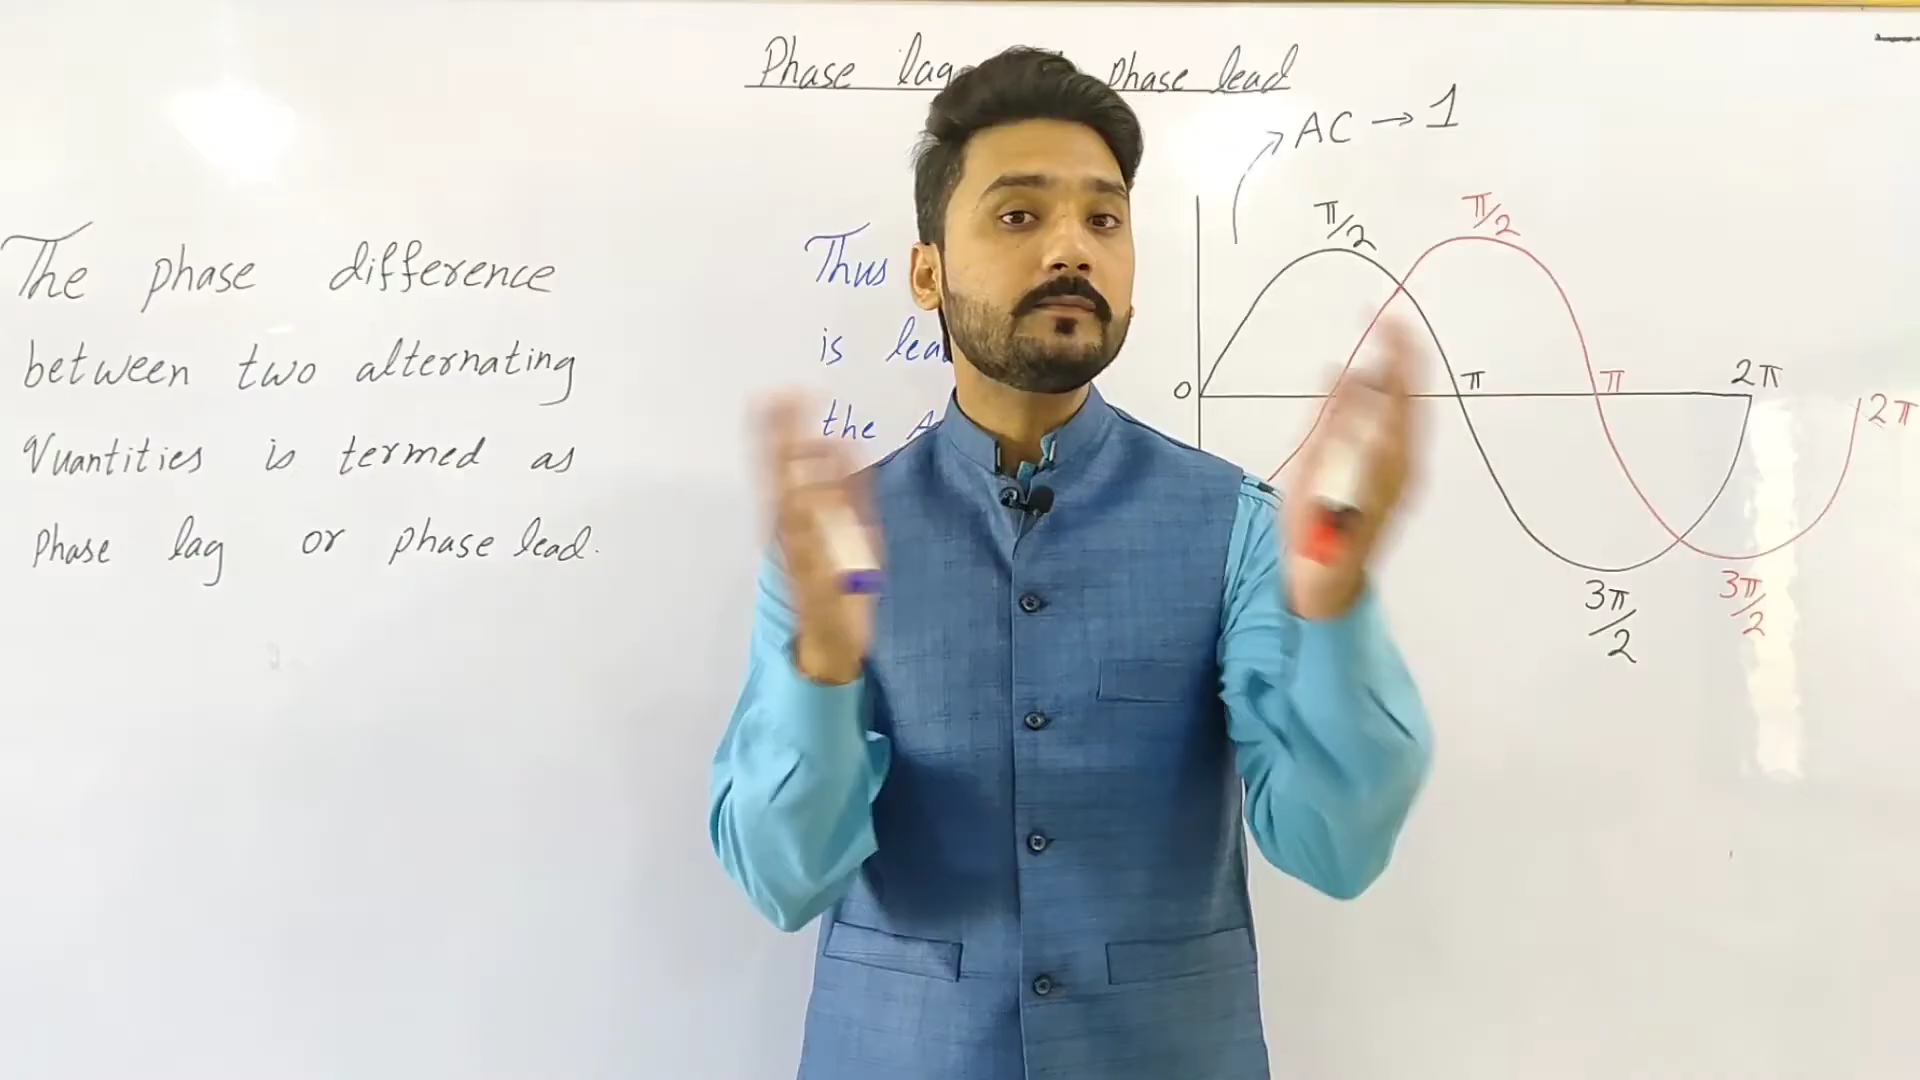 Phase lag phase lead
AC → 1
The phase difference
between two alternating
Quantities is termed as
Phase lag or phase lead.
Thus
is
the
π/2
π/2
0
π
π
2π
2π
3π/2
3π/2